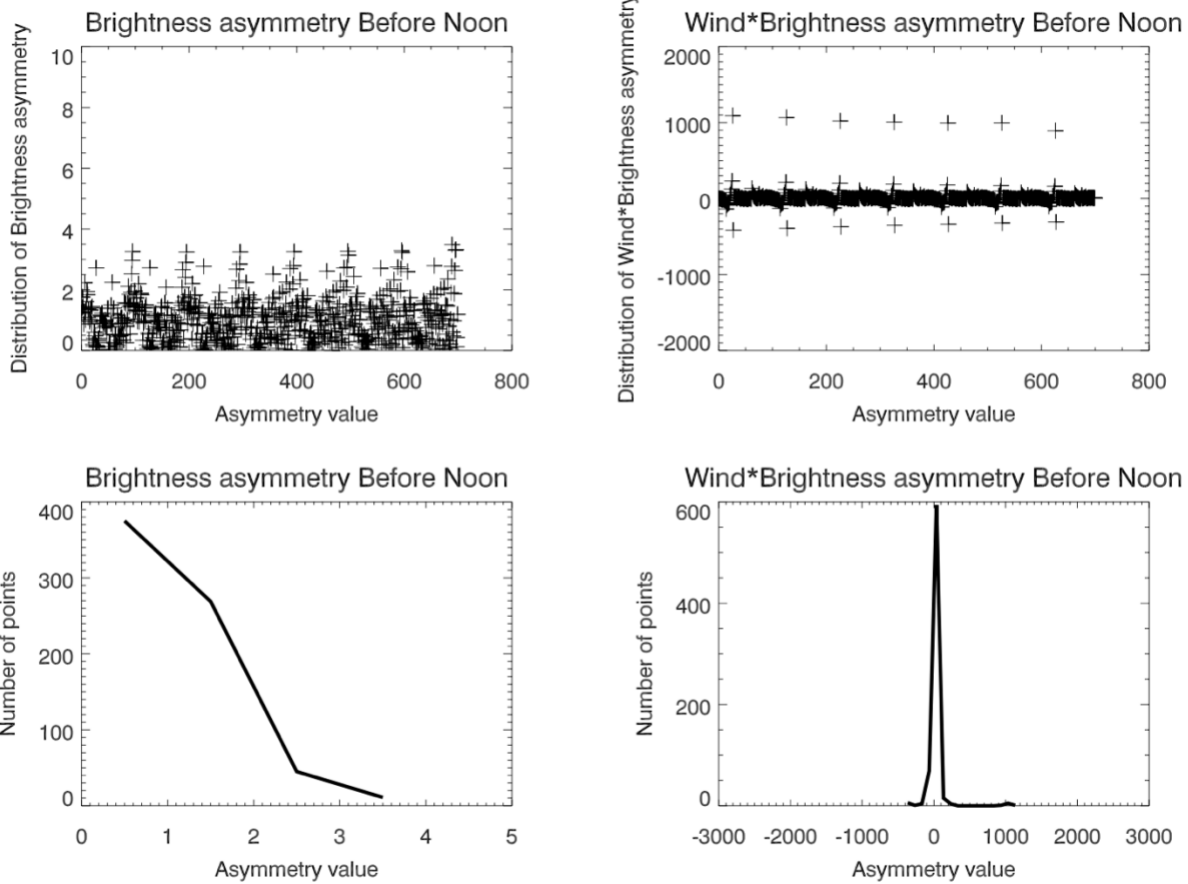 Brightness asymmetry Before Noon
Distribution of Brightness asymmetry
10
8
6
4
2
0
0 200 400 600 800
Asymmetry value
Wind*Brightness asymmetry Before Noon
Distribution of Wind*Brightness asymmetry
2000
1000
0
-1000
-2000
0 200 400 600 800
Asymmetry value
Brightness asymmetry Before Noon
Number of points
400
300
200
100
0
0 1 2 3 4 5
Asymmetry value
Wind*Brightness asymmetry Before Noon
Number of points
600
400
200
0
-3000 -2000 -1000 0 1000 2000 3000
Asymmetry value